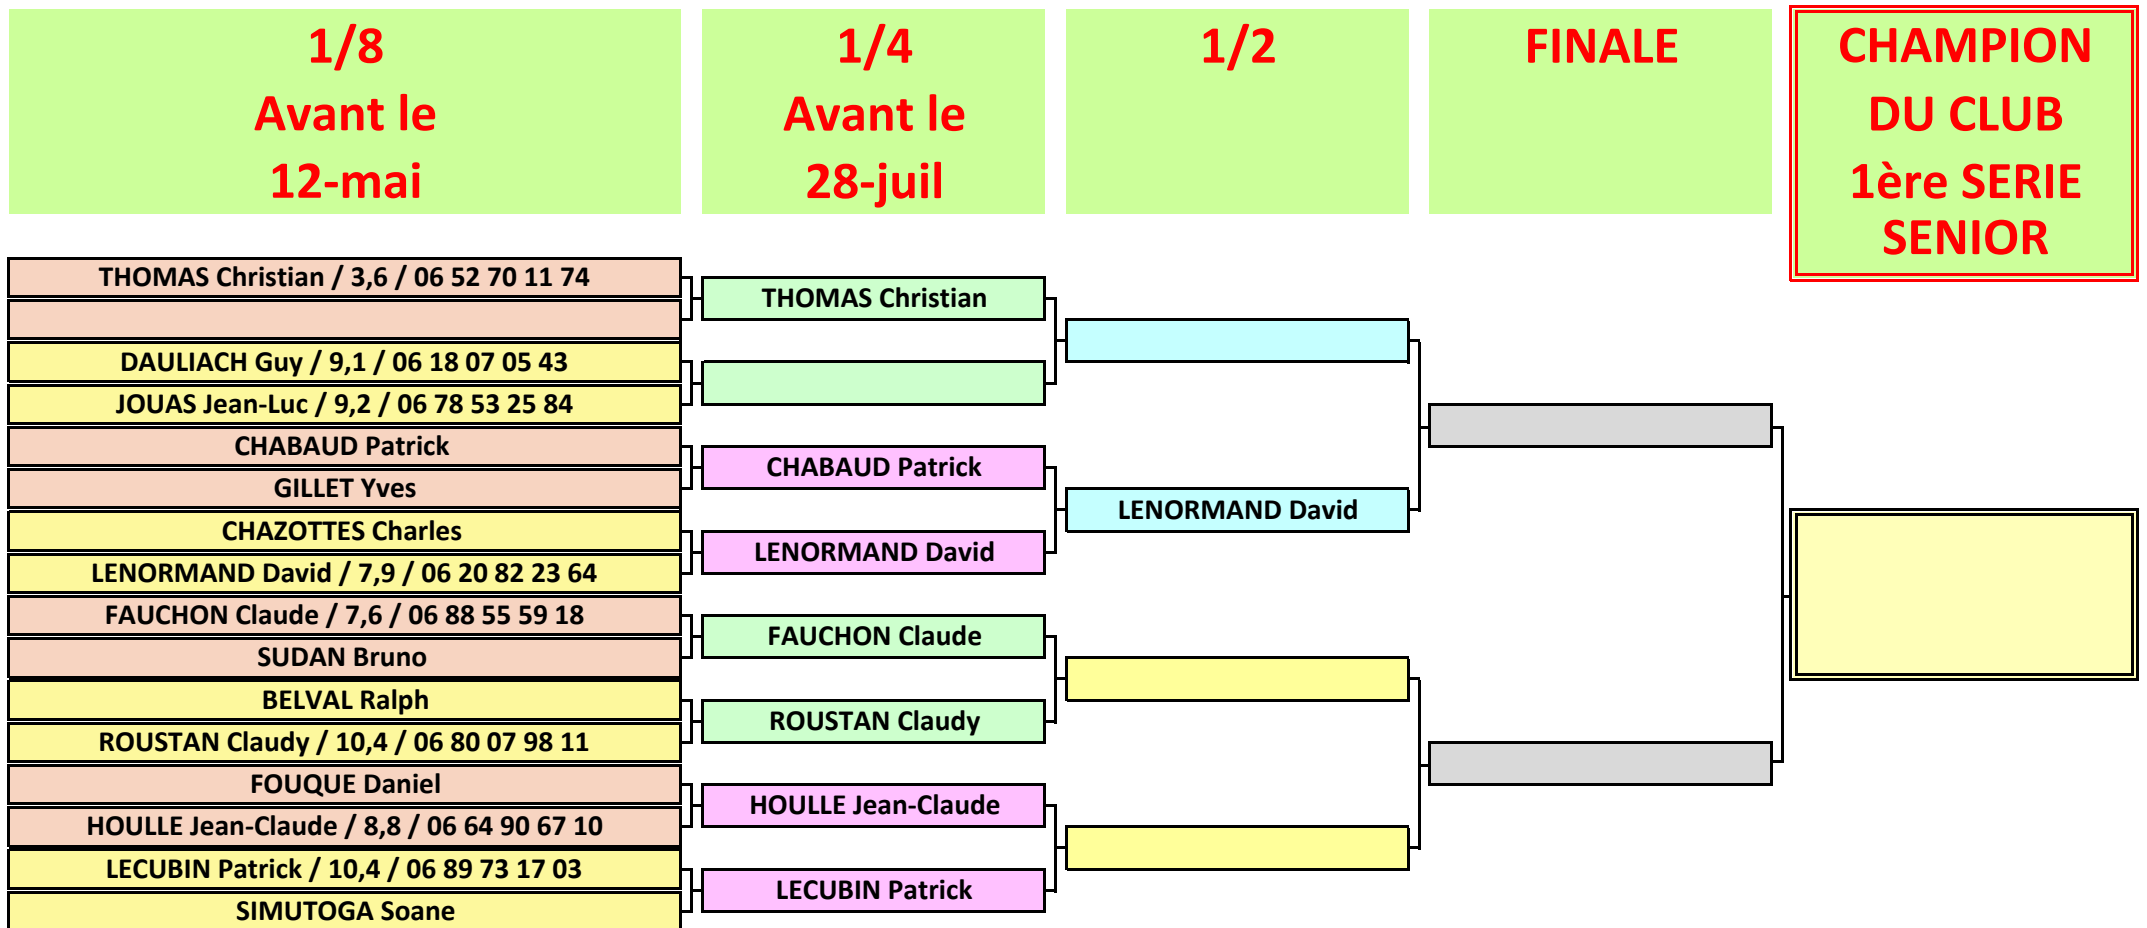 1/8
Avant le
12-mai
1/4
Avant le
28-juil
1/2
FINALE
CHAMPION
DU CLUB
1ère SERIE
SENIOR
THOMAS Christian / 3,6 / 06 52 70 11 74
DAULIACH Guy / 9,1 / 06 18 07 05 43
JOUAS Jean-Luc / 9,2 / 06 78 53 25 84
CHABAUD Patrick
GILLET Yves
CHAZOTTES Charles
LENORMAND David / 7,9 / 06 20 82 23 64
FAUCHON Claude / 7,6 / 06 88 55 59 18
SUDAN Bruno
BELVAL Ralph
ROUSTAN Claudy / 10,4 / 06 80 07 98 11
FOUQUE Daniel
HOULLE Jean-Claude / 8,8 / 06 64 90 67 10
LECUBIN Patrick / 10,4 / 06 89 73 17 03
SIMUTOGA Soane
THOMAS Christian
CHABAUD Patrick
LENORMAND David
FAUCHON Claude
ROUSTAN Claudy
HOULLE Jean-Claude
LECUBIN Patrick
LENORMAND David